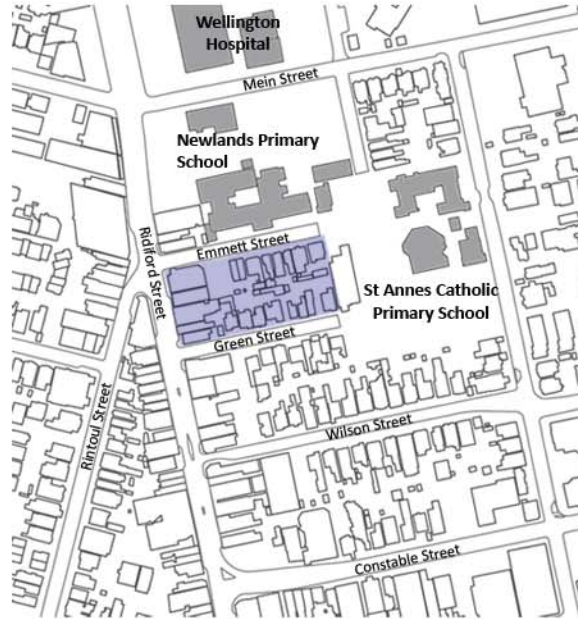 Wellington
Hospital
Mein Street
Newlands Primary
School
Ridiford Street
Emmett Street
St Annes Catholic
Primary School
Green Street
Rintoul Street
Wilson Street
Constable Street